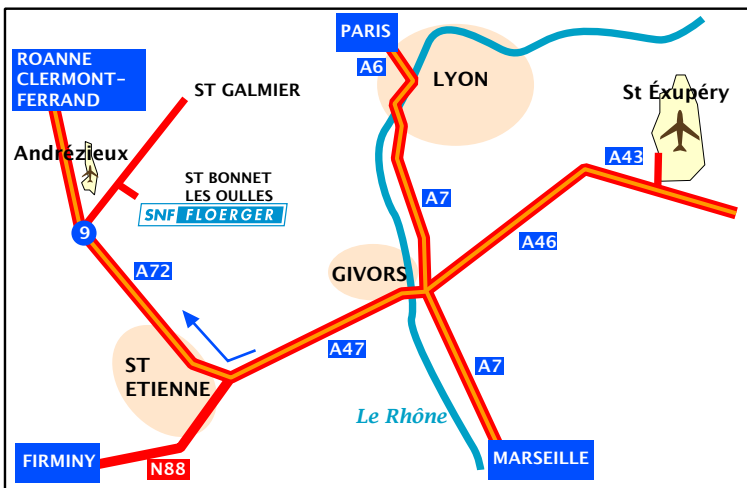 PARIS
ROANNE
CLERMONT-
FERRAND
A6
LYON
ST GALMIER
St Éxupéry
Andrézieux
A43
ST BONNET
LES OULLES
SNF FLOERGER
A7
9
A46
A72
GIVORS
A47
ST
ETIENNE
A7
Le Rhône
FIRMINY
N88
MARSEILLE